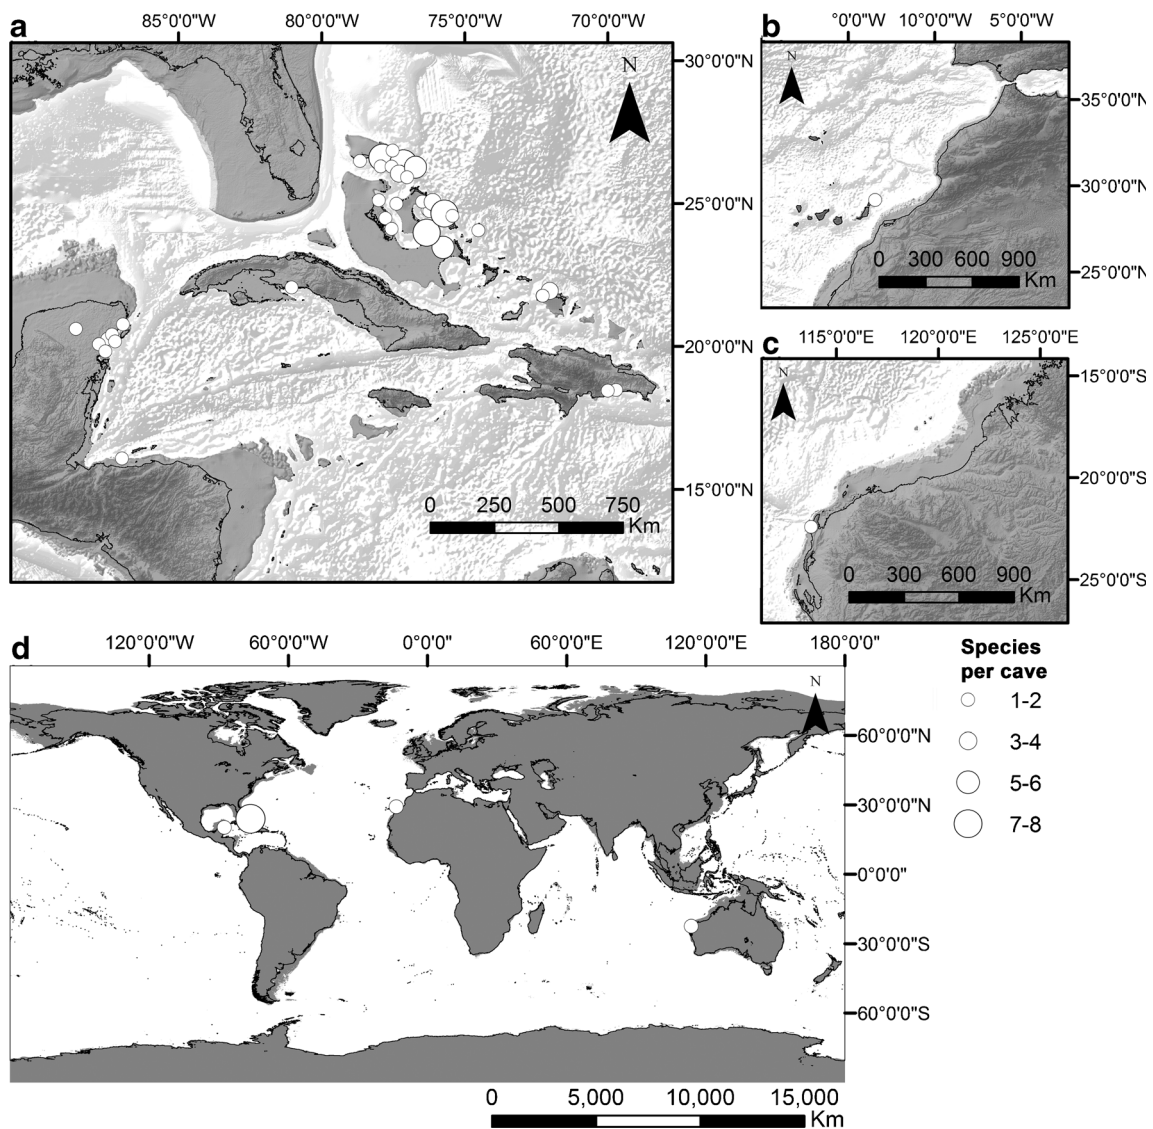 a
85°0'0"W 80°0'0"W 75°0'0"W 70°0'0"W
N
30°0'0"N
25°0'0"N
20°0'0"N
15°0'0"N
0 250 500 750
Km
b
°0'0"W 10°0'0"W 5°0'0"W
N
35°0'0"N
30°0'0"N
25°0'0"N
0 300 600 900
Km
c
115°0'0"E 120°0'0"E 125°0'0"E
N
15°0'0"S
20°0'0"S
25°0'0"S
0 300 600 900
Km
d
120°0'0"W 60°0'0"W 0°0'0" 60°0'0"E 120°0'0"E 180°0'0"
N
60°0'0"N
30°0'0"N
0°0'0"
30°0'0"S
60°0'0"S
0 5,000 10,000 15,000
Km
Species
per cave
1-2
3-4
5-6
7-8